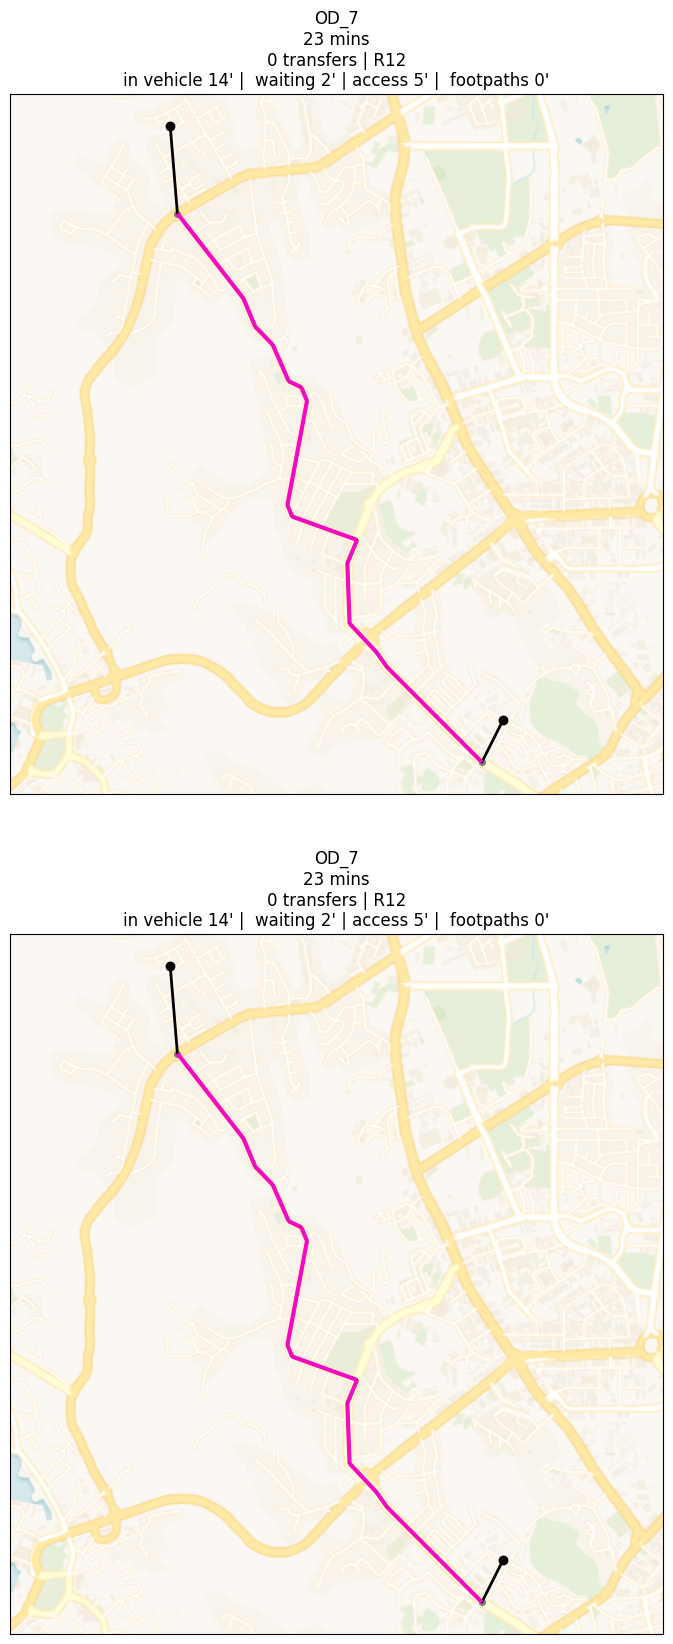 OD_7
23 mins
0 transfers | R12
in vehicle 14' |  waiting 2' | access 5' |  footpaths 0'
OD_7
23 mins
0 transfers | R12
in vehicle 14' |  waiting 2' | access 5' |  footpaths 0'